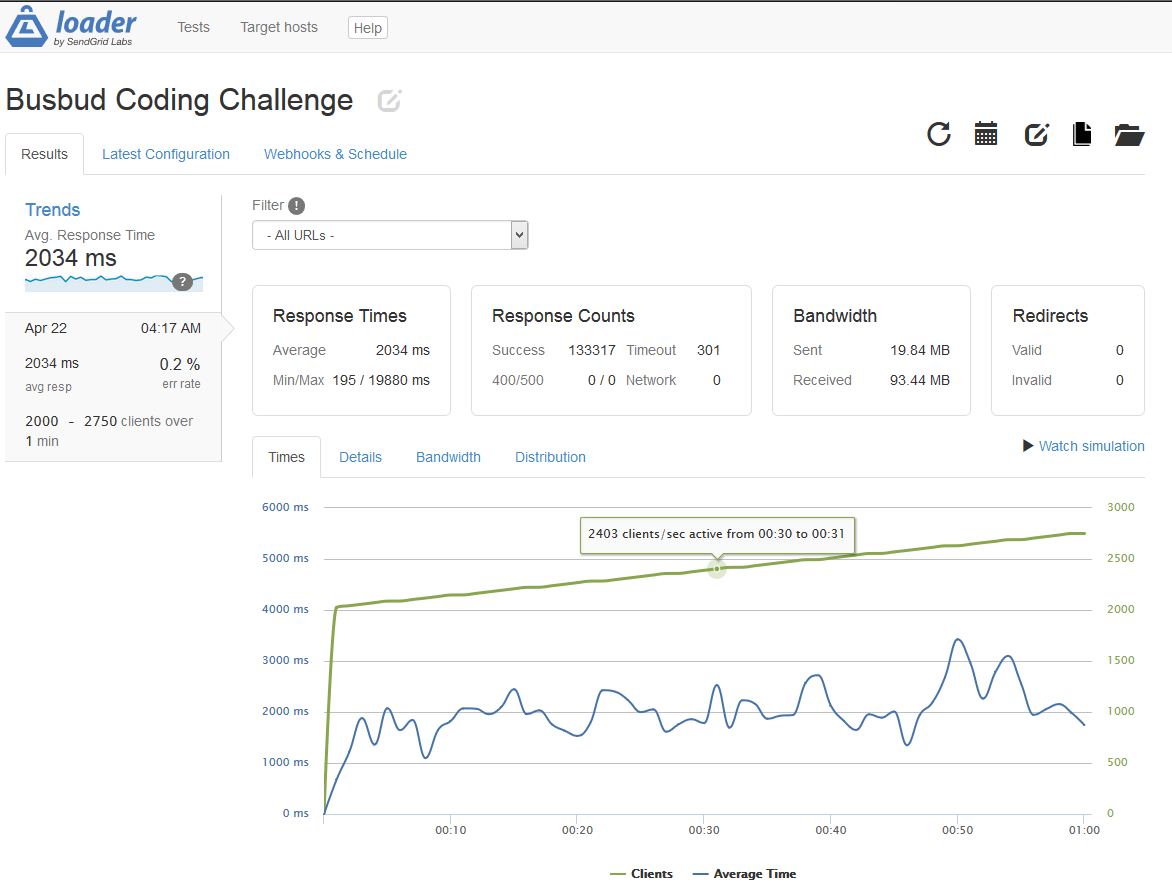 loader
by SendGrid Labs
Tests Target hosts Help
Busbud Coding Challenge
Results Latest Configuration Webhooks & Schedule
Trends
Avg. Response Time
2034 ms
?
Apr 22 04:17 AM
2034 ms 0.2 %
avg resp err rate
2000 - 2750 clients over
1 min
Filter !
- All URLs -
Response Times
Average 2034 ms
Min/Max 195 / 19880 ms
Response Counts
Success 133317 Timeout 301
400/500 0 / 0 Network 0
Bandwidth
Sent 19.84 MB
Received 93.44 MB
Redirects
Valid 0
Invalid 0
Times Details Bandwidth Distribution
Watch simulation
6000 ms 3000
2403 clients/sec active from 00:30 to 00:31
5000 ms 2500
4000 ms 2000
3000 ms 1500
2000 ms 1000
1000 ms 500
0 ms 0
00:10 00:20 00:30 00:40 00:50 01:00
Clients Average Time